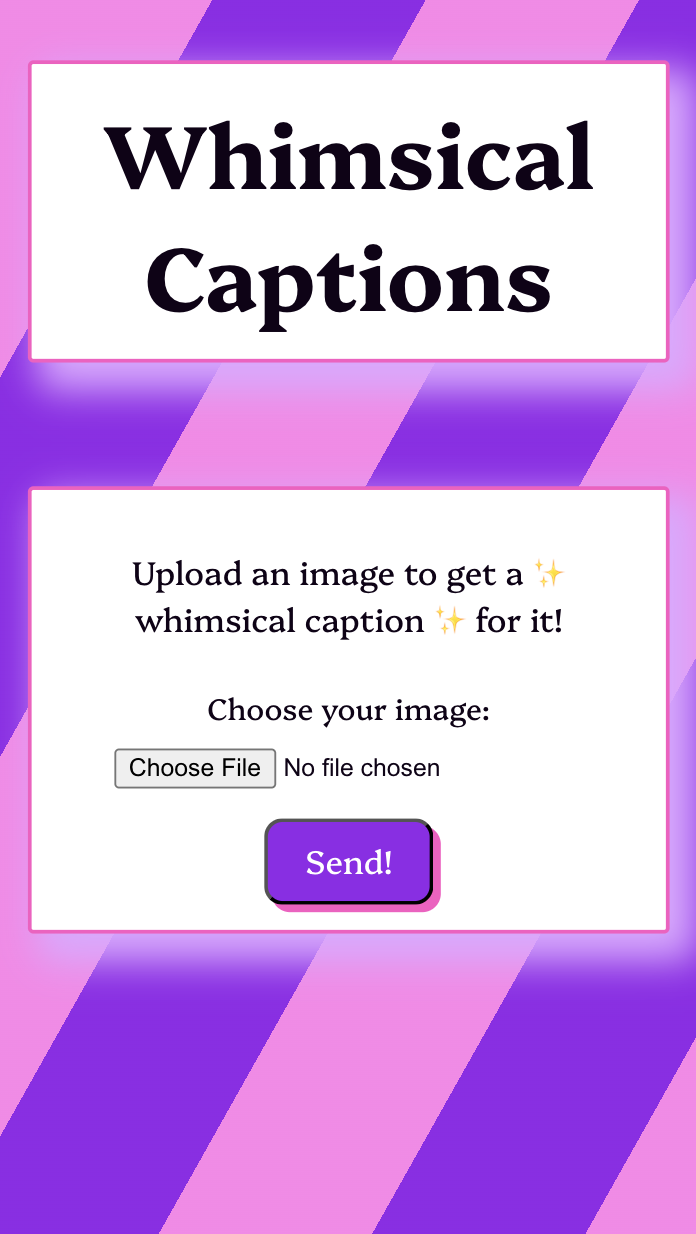 Whimsical
Captions
Upload an image to get a ✨
whimsical caption ✨ for it!
Choose your image:
Choose File No file chosen
Send!